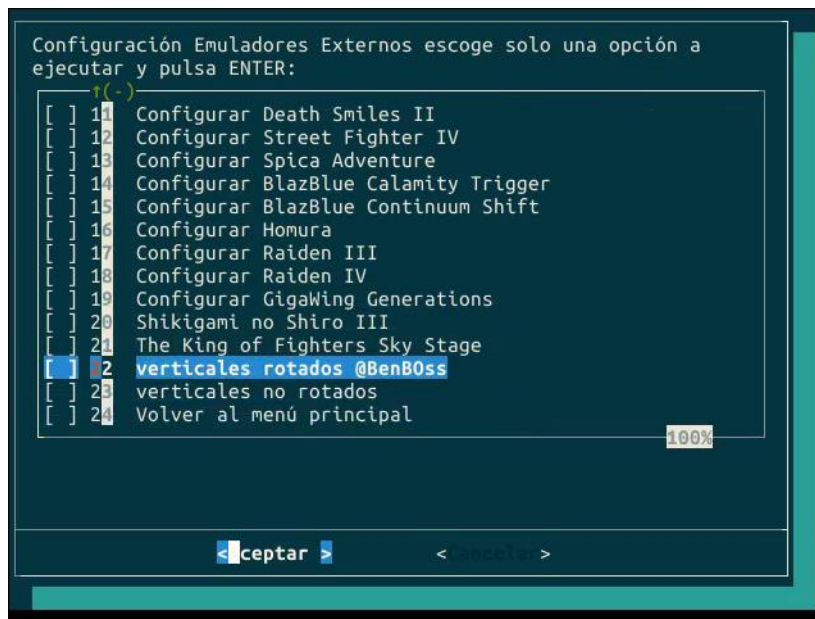 Configuración Emuladores Externos escoge solo una opción a
ejecutar y pulsa ENTER:
↑(-)
[ ] 11 Configurar Death Smiles II
[ ] 12 Configurar Street Fighter IV
[ ] 13 Configurar Spica Adventure
[ ] 14 Configurar BlazBlue Calamity Trigger
[ ] 15 Configurar BlazBlue Continuum Shift
[ ] 16 Configurar Homura
[ ] 17 Configurar Raiden III
[ ] 18 Configurar Raiden IV
[ ] 19 Configurar GigaWing Generations
[ ] 20 Shikigami no Shiro III
[ ] 21 The King of Fighters Sky Stage
[ ] 22 verticales rotados @BenBOss
[ ] 23 verticales no rotados
[ ] 24 Volver al menú principal
100%
< ceptar > <Cancelar>